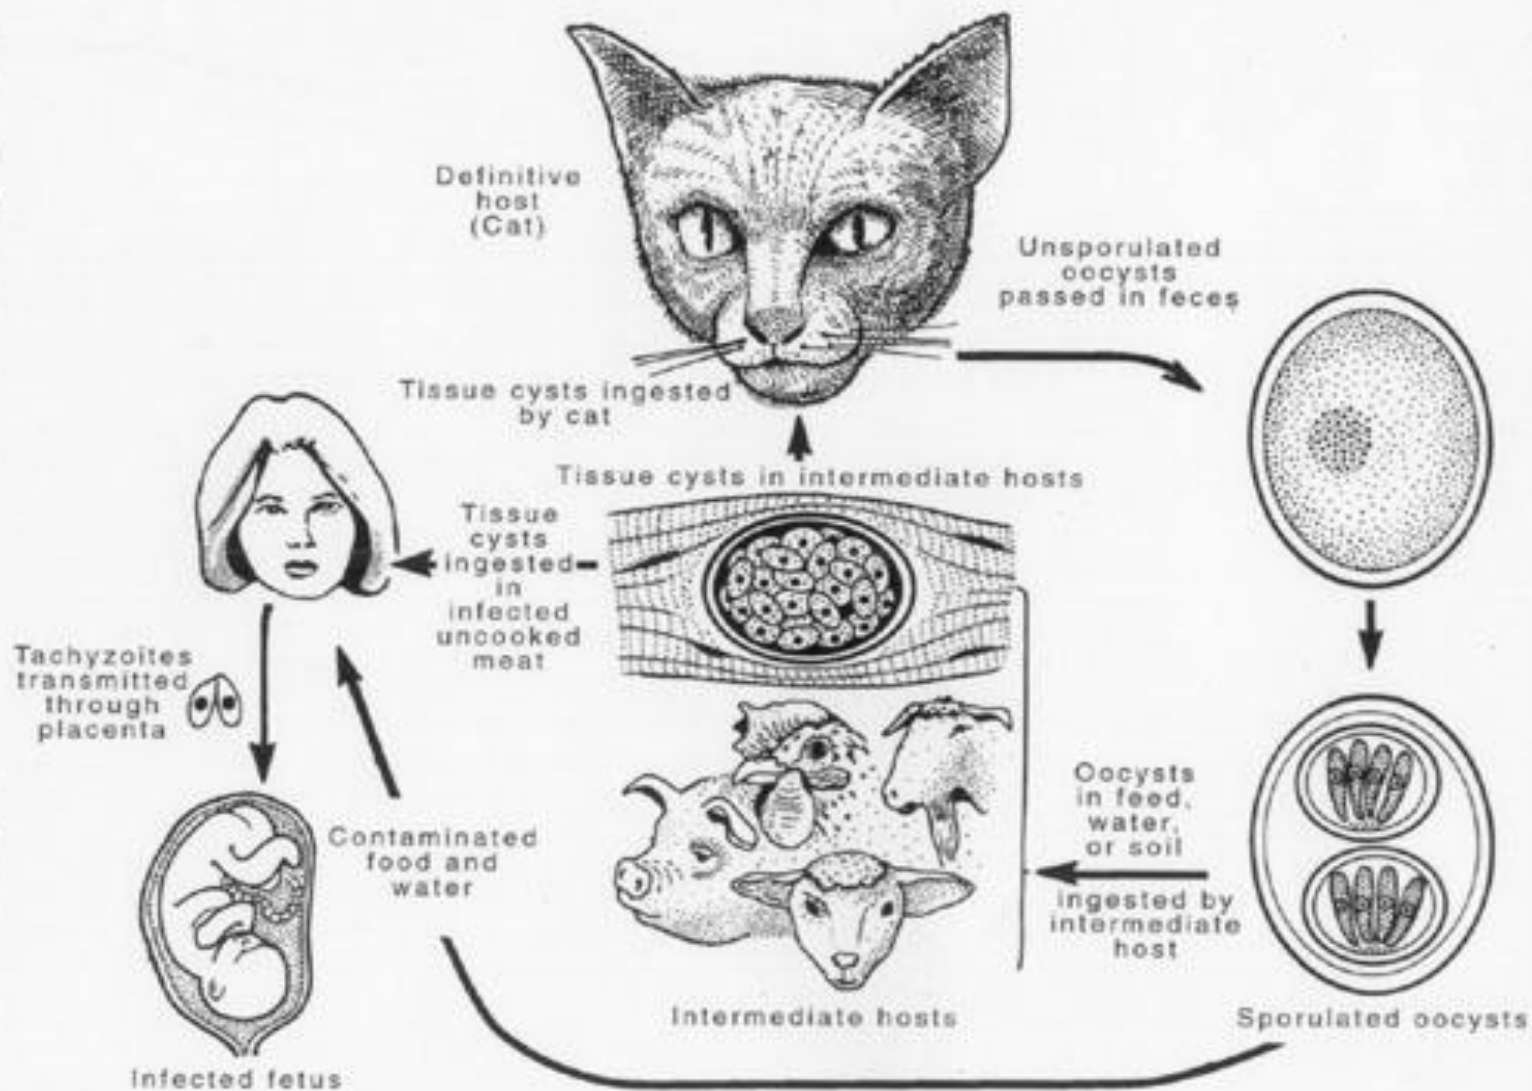 Definitive
host
(Cat)
Unsporulated
oocysts
passed in feces
Tissue cysts ingested
by cat
Tissue cysts in intermediate hosts
Tissue
cysts
ingested
in
infected
uncooked
meat
Tachyzoites
transmitted
through
placenta
Contaminated
food and
water
Oocysts
in feed,
water,
or soil
ingested by
intermediate
host
Intermediate hosts
Sporulated oocysts
Infected fetus